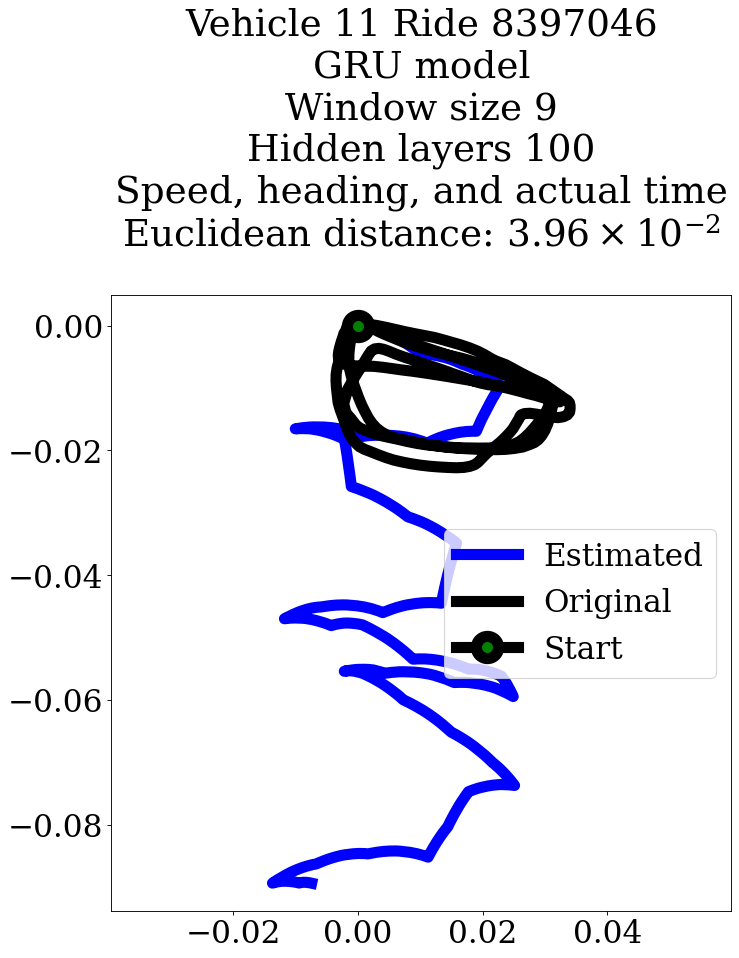 Vehicle 11 Ride 8397046
GRU model
Window size 9
Hidden layers 100
Speed, heading, and actual time
Euclidean distance: 3.96 × 10⁻²
0.00
−0.02
−0.04
−0.06
−0.08
Estimated
Original
Start
−0.02 0.00 0.02 0.04